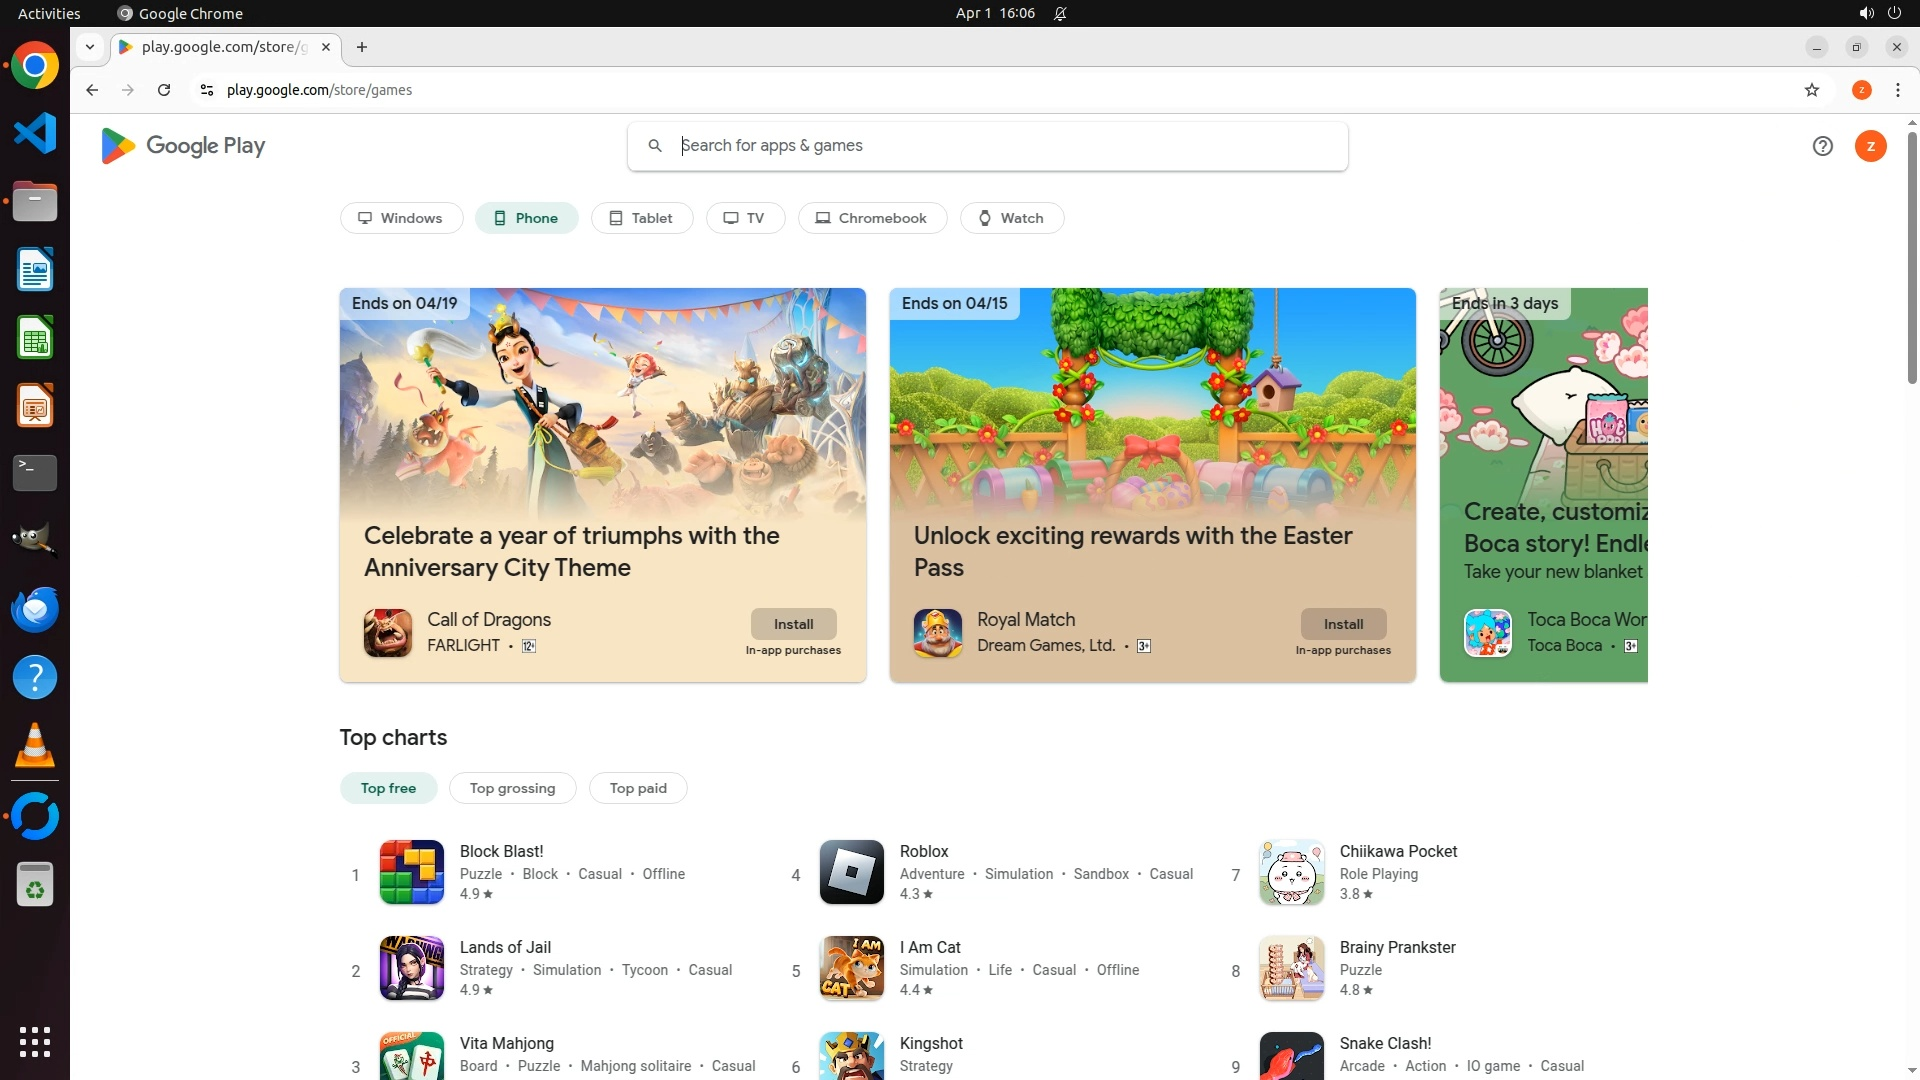 Activities
Google Chrome
Apr 1 16:06
play.google.com/store/g
play.google.com/store/games
z
Google Play
Search for apps & games
z
Windows
Phone
Tablet
TV
Chromebook
Watch
Ends on 04/19
Celebrate a year of triumphs with the
Anniversary City Theme
Call of Dragons
FARLIGHT • 12+
Install
In-app purchases
Ends on 04/15
Unlock exciting rewards with the Easter
Pass
Royal Match
Dream Games, Ltd. • 3+
Install
In-app purchases
Ends in 3 days
Create, customiz
Boca story! Endle
Take your new blanket
Toca Boca Wor
Toca Boca • 3+
Top charts
Top free
Top grossing
Top paid
1
Block Blast!
Puzzle • Block • Casual • Offline
4.9 ★
2
Lands of Jail
Strategy • Simulation • Tycoon • Casual
4.9 ★
3
OFFICIAL
Vita Mahjong
Board • Puzzle • Mahjong solitaire • Casual
4
Roblox
Adventure • Simulation • Sandbox • Casual
4.3 ★
5
I AM
CAT
I Am Cat
Simulation • Life • Casual • Offline
4.4 ★
6
Kingshot
Strategy
7
Chiikawa Pocket
Role Playing
3.8 ★
8
Brainy Prankster
Puzzle
4.8 ★
9
Snake Clash!
Arcade • Action • IO game • Casual